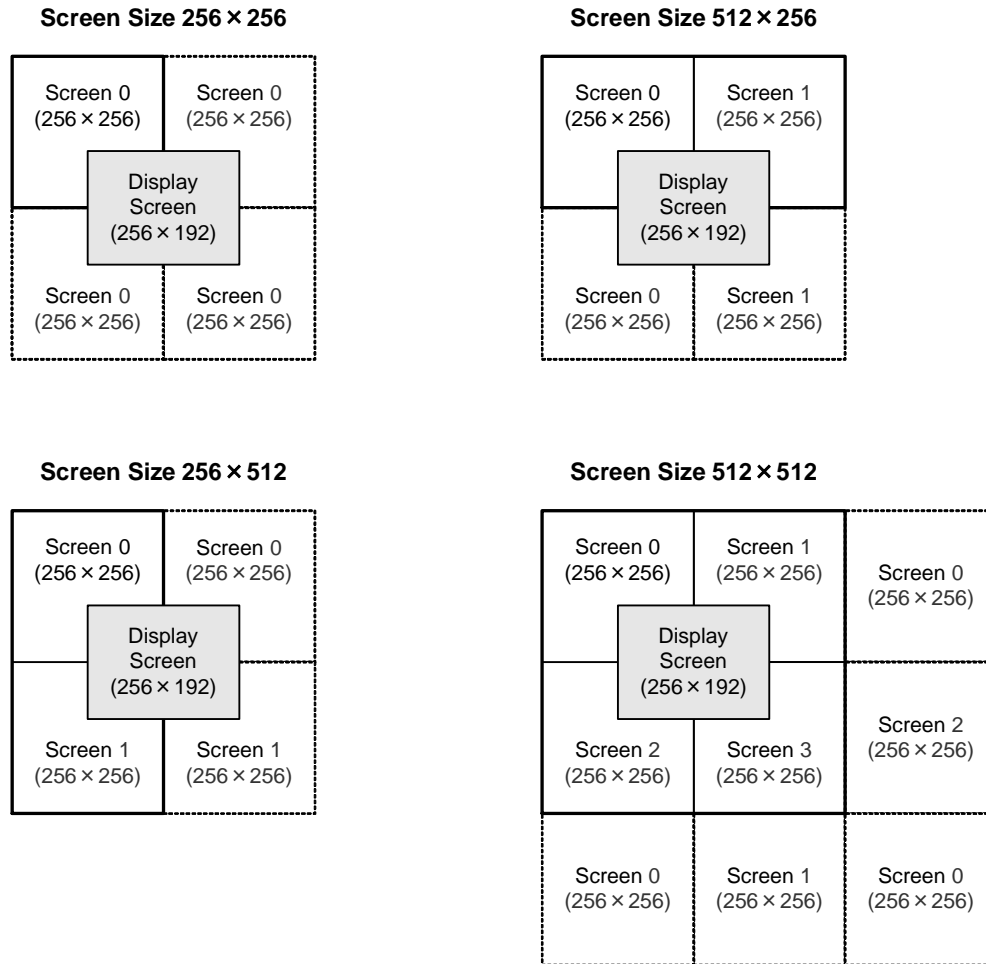 Screen Size 256×256
Screen 0
(256×256)
Screen 0
(256×256)
Display
Screen
(256×192)
Screen 0
(256×256)
Screen 0
(256×256)
Screen Size 512×256
Screen 0
(256×256)
Screen 1
(256×256)
Display
Screen
(256×192)
Screen 0
(256×256)
Screen 1
(256×256)
Screen Size 256×512
Screen 0
(256×256)
Screen 0
(256×256)
Display
Screen
(256×192)
Screen 1
(256×256)
Screen 1
(256×256)
Screen Size 512×512
Screen 0
(256×256)
Screen 1
(256×256)
Screen 0
(256×256)
Display
Screen
(256×192)
Screen 2
(256×256)
Screen 3
(256×256)
Screen 2
(256×256)
Screen 0
(256×256)
Screen 1
(256×256)
Screen 0
(256×256)